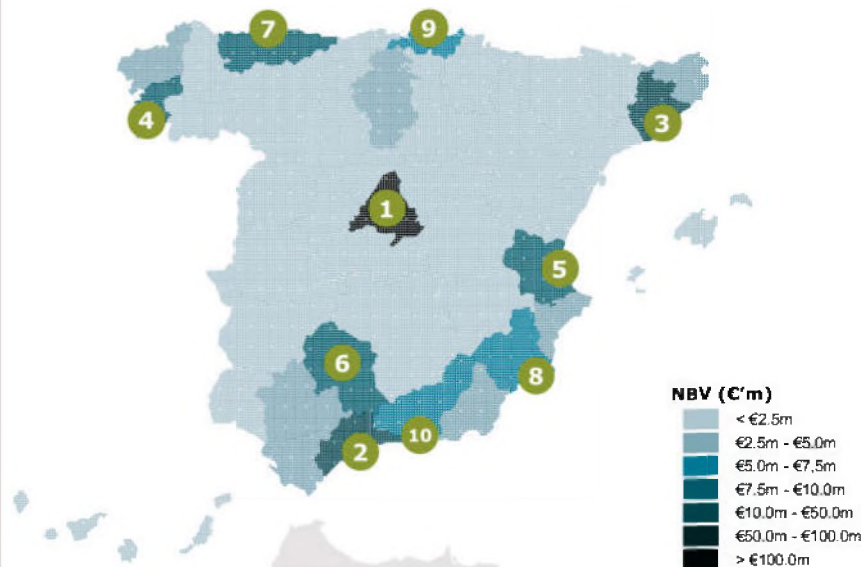 7
9
4
3
1
5
6
8
10
2
NBV (€'m)
< €2.5m
€2.5m - €5.0m
€5.0m - €7,5m
€7.5m - €10.0m
€10.0m - €50.0m
€50.0m - €100.0m
> €100.0m